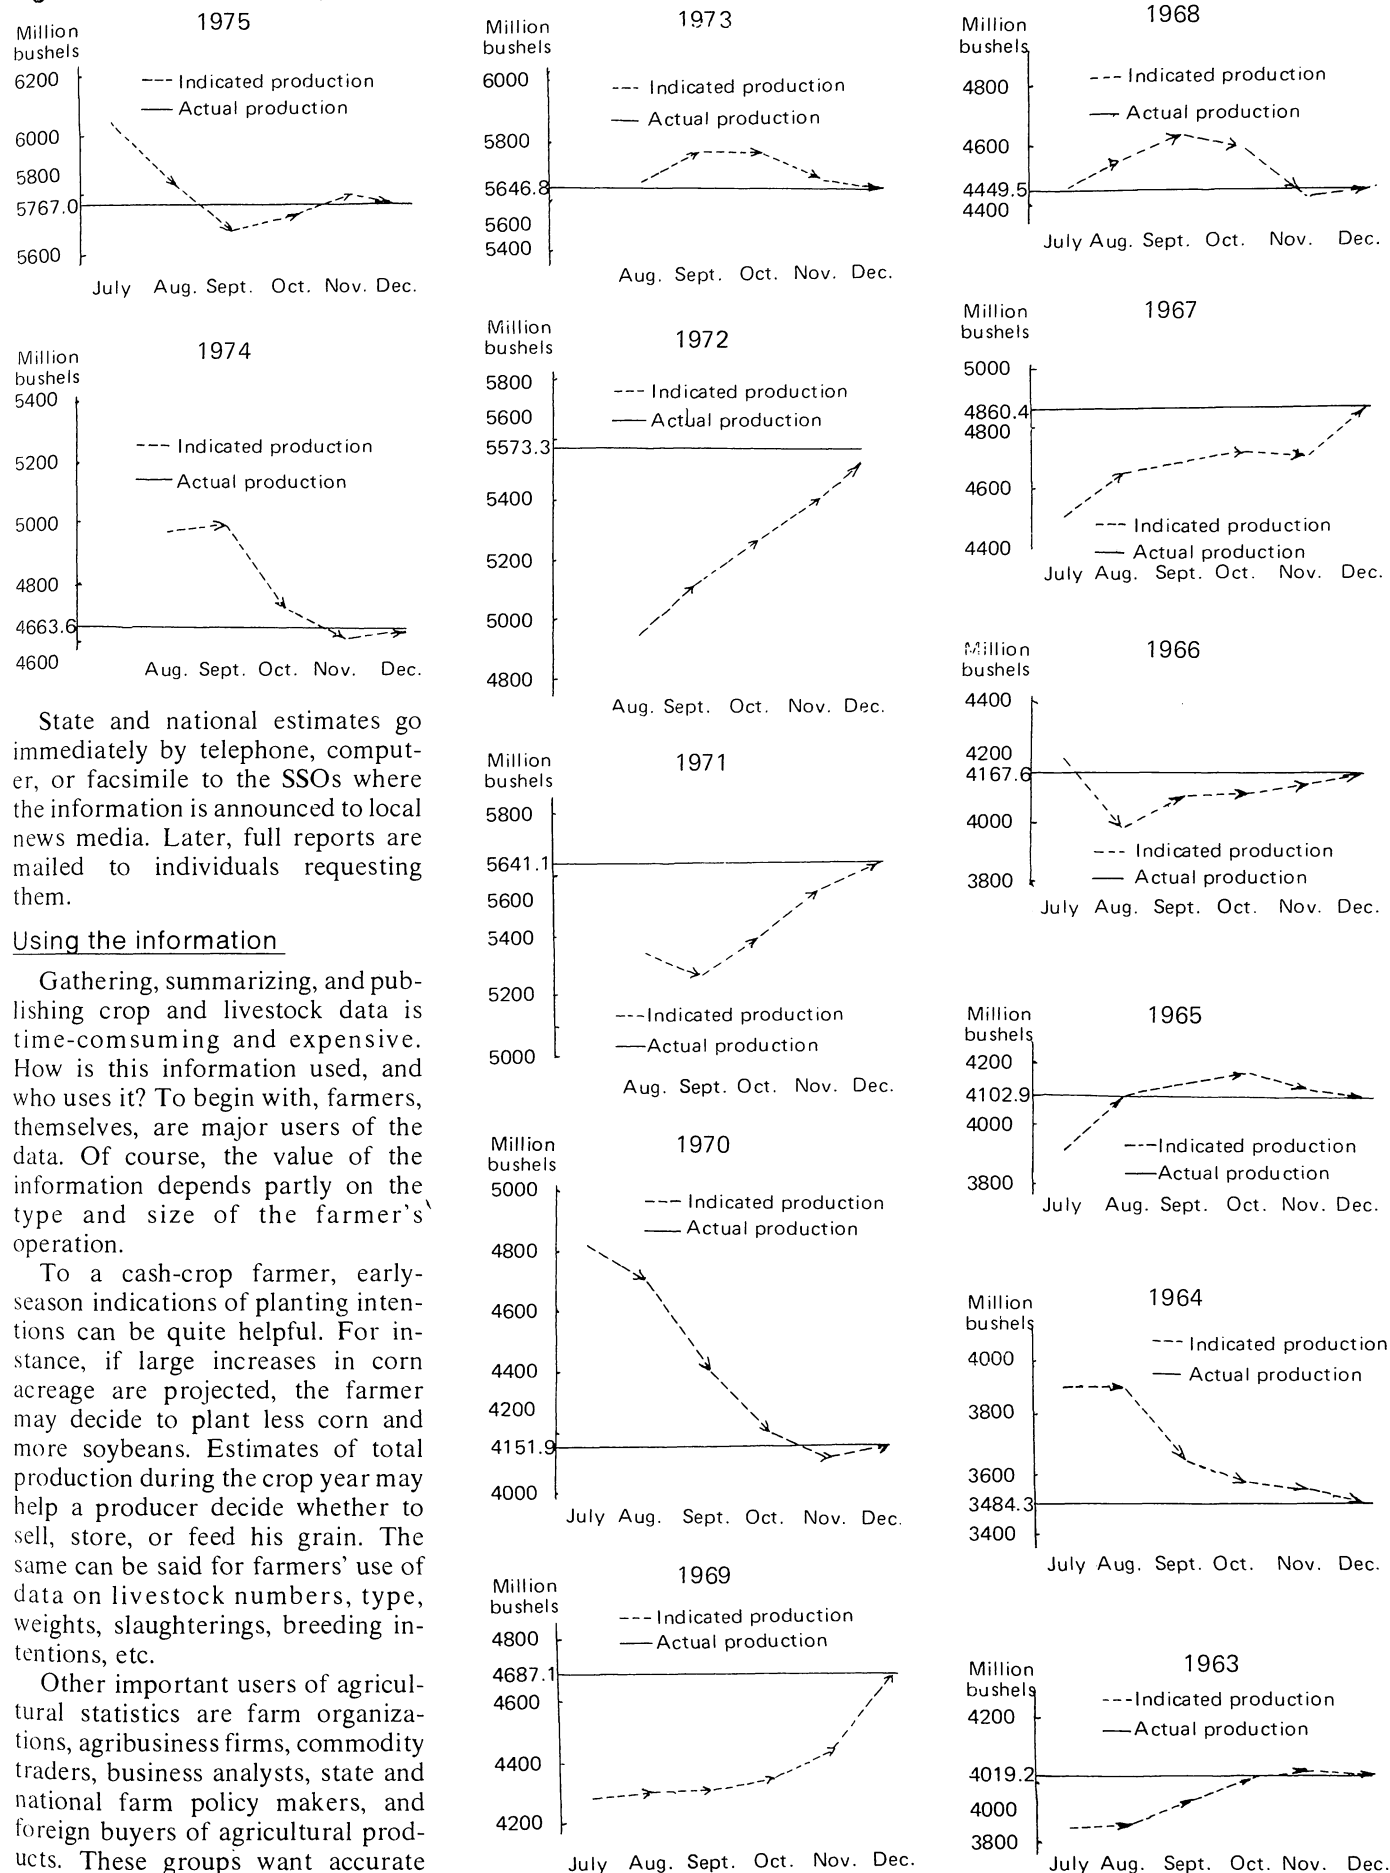 1975
Million
bushels
6200
6000
5800
5767.0
5600
Indicated production
Actual production
July Aug. Sept. Oct. Nov. Dec.
1974
Million
bushels
5400
5200
5000
4800
4663.6
4600
Indicated production
Actual production
Aug. Sept. Oct. Nov. Dec.
State and national estimates go
immediately by telephone, comput-
er, or facsimile to the SSOs where
the information is announced to local
news media. Later, full reports are
mailed to individuals requesting
them.
Using the information
Gathering, summarizing, and pub-
lishing crop and livestock data is
time-comsuming and expensive.
How is this information used, and
who uses it? To begin with, farmers,
themselves, are major users of the
data. Of course, the value of the
information depends partly on the
type and size of the farmer's
operation.
To a cash-crop farmer, early-
season indications of planting inten-
tions can be quite helpful. For in-
stance, if large increases in corn
acreage are projected, the farmer
may decide to plant less corn and
more soybeans. Estimates of total
production during the crop year may
help a producer decide whether to
sell, store, or feed his grain. The
same can be said for farmers' use of
data on livestock numbers, type,
weights, slaughterings, breeding in-
tentions, etc.
Other important users of agricul-
tural statistics are farm organiza-
tions, agribusiness firms, commodity
traders, business analysts, state and
national farm policy makers, and
foreign buyers of agricultural prod-
ucts. These groups want accurate
1973
Million
bushels
6000
5800
5646.8
5600
5400
Indicated production
Actual production
Aug. Sept. Oct. Nov. Dec.
1972
Million
bushels
5800
5600
5573.3
5400
5200
5000
4800
Indicated production
Actual production
Aug. Sept. Oct. Nov. Dec.
1971
Million
bushels
5800
5641.1
5600
5400
5200
5000
Indicated production
Actual production
Aug. Sept. Oct. Nov. Dec.
1970
Million
bushels
5000
4800
4600
4400
4200
4151.9
4000
Indicated production
Actual production
July Aug. Sept. Oct. Nov. Dec.
1969
Million
bushels
4800
4687.1
4600
4400
4200
Indicated production
Actual production
July Aug. Sept. Oct. Nov. Dec.
1968
Million
bushels
4800
4600
4449.5
4400
Indicated production
Actual production
July Aug. Sept. Oct. Nov. Dec.
1967
Million
bushels
5000
4860.4
4800
4600
4400
Indicated production
Actual production
July Aug. Sept. Oct. Nov. Dec.
1966
Million
bushels
4400
4200
4167.6
4000
3800
Indicated production
Actual production
July Aug. Sept. Oct. Nov. Dec.
1965
Million
bushels
4200
4102.9
4000
3800
Indicated production
Actual production
July Aug. Sept. Oct. Nov. Dec.
1964
Million
bushels
4000
3800
3600
3484.3
3400
Indicated production
Actual production
July Aug. Sept. Oct. Nov. Dec.
1963
Million
bushels
4200
4019.2
4000
3800
Indicated production
Actual production
July Aug. Sept. Oct. Nov. Dec.